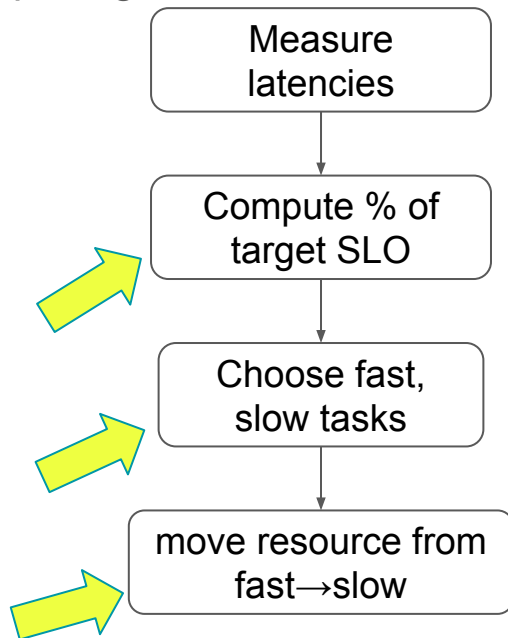 Measure
latencies
Compute % of
target SLO
Choose fast,
slow tasks
move resource from
fast→slow